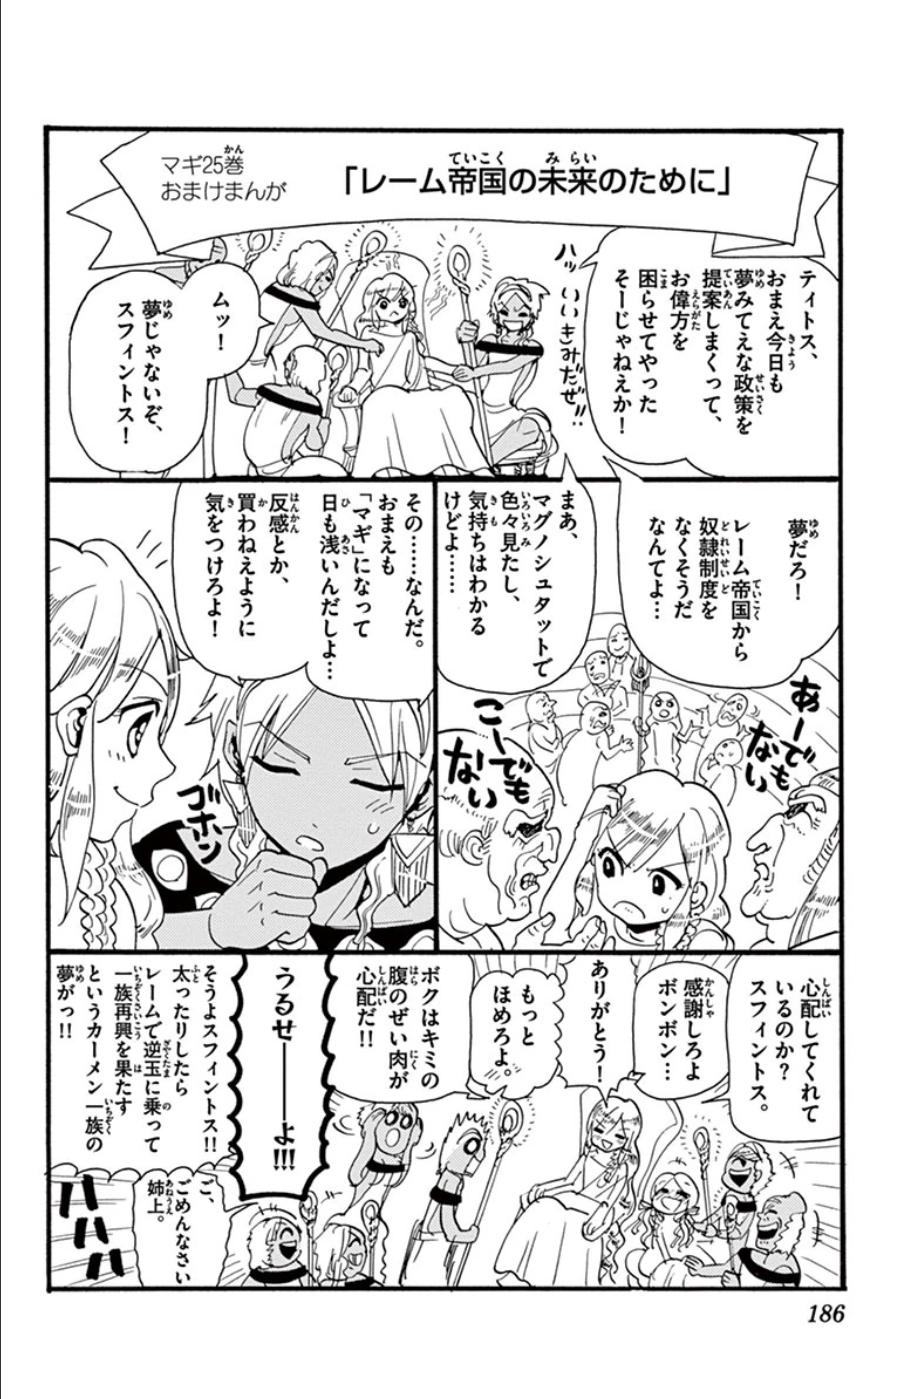 マギ25巻
おまけまんが
「レーム帝国の未来のために」
ティトス、
おまえ今日も
夢みてえな政策を
提案しまくって、
お偉方を
困らせてやった
そーじゃねえか！
ハッ
いいきみだぜ!!
ムッ！
夢じゃないぞ、
スフィントス！
夢だろ！
レーム帝国から
奴隷制度を
なくそうだ
なんてよ…
まあ、
マグノシュタットで
色々見たし、
気持ちはわかる
けどよ……
あーでも
ない
こーでも
ない
その……なんだ。
おまえも
「マギ」になって
日も浅いんだしよ…
反感とか、
買わねえように
気をつけろよ！
ゴホン
心配してくれて
いるのか？
スフィントス。
感謝しろよ
ボンボン…
ありがとう！
もっと
ほめろよ。
ボクはキミの
腹のぜい肉が
心配だ!!
うるせーーーよ!!!
そうよスフィントス!!
太ったりしたら
レームで逆玉に乗って
一族再興を果たす
というカーメン一族の
夢がっ!!
ご、
ごめんなさい
姉上。
ハハハハ
186